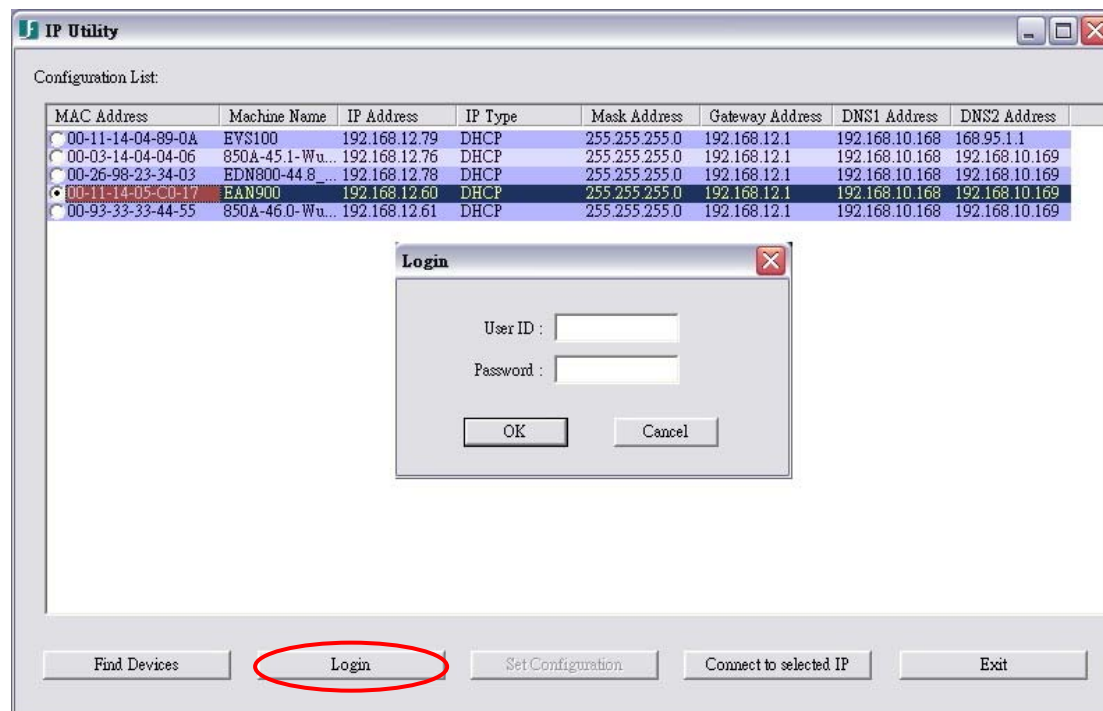 IP Utility
Configuration List:
MAC Address Machine Name IP Address IP Type Mask Address Gateway Address DNS1 Address DNS2 Address
00-11-14-04-89-0A EVS100 192.168.12.79 DHCP 255.255.255.0 192.168.12.1 192.168.10.168 168.95.1.1
00-03-14-04-04-06 850A-45.1-Wu... 192.168.12.76 DHCP 255.255.255.0 192.168.12.1 192.168.10.168 192.168.10.169
00-26-98-23-34-03 EDN800-44.8_... 192.168.12.78 DHCP 255.255.255.0 192.168.12.1 192.168.10.168 192.168.10.169
00-11-14-05-C0-17 EAN900 192.168.12.60 DHCP 255.255.255.0 192.168.12.1 192.168.10.168 192.168.10.169
00-93-33-33-44-55 850A-46.0-Wu... 192.168.12.61 DHCP 255.255.255.0 192.168.12.1 192.168.10.168 192.168.10.169
Login
User ID :
Password :
OK Cancel
Find Devices Login Set Configuration Connect to selected IP Exit